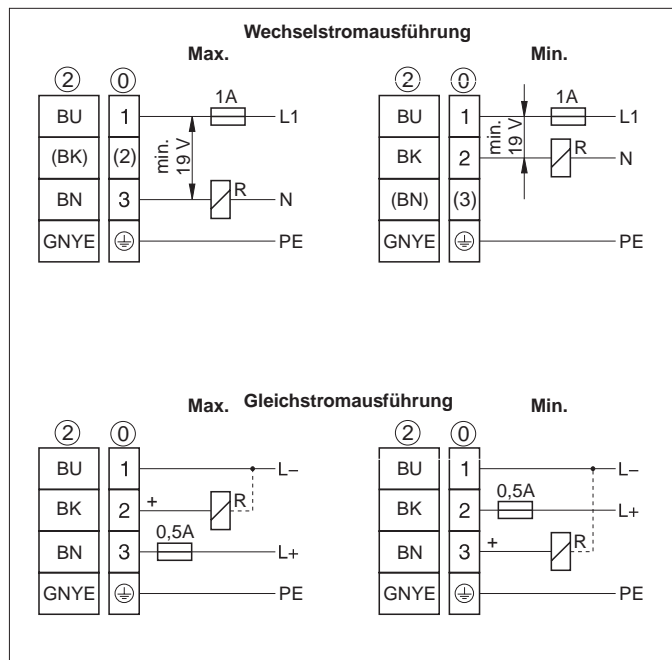 Wechselstromausführung
Max. Min.
2 0 2 0
BU 1 1A L1 BU 1 1A L1
(BK) (2) min. 19 V BK 2 min. 19 V R N
BN 3 R N (BN) (3)
GNYE PE GNYE PE
Max. Gleichstromausführung Min.
2 0 2 0
BU 1 L– BU 1 L–
BK 2 + R BK 2 0,5A L+
BN 3 0,5A L+ BN 3 + R
GNYE PE GNYE PE